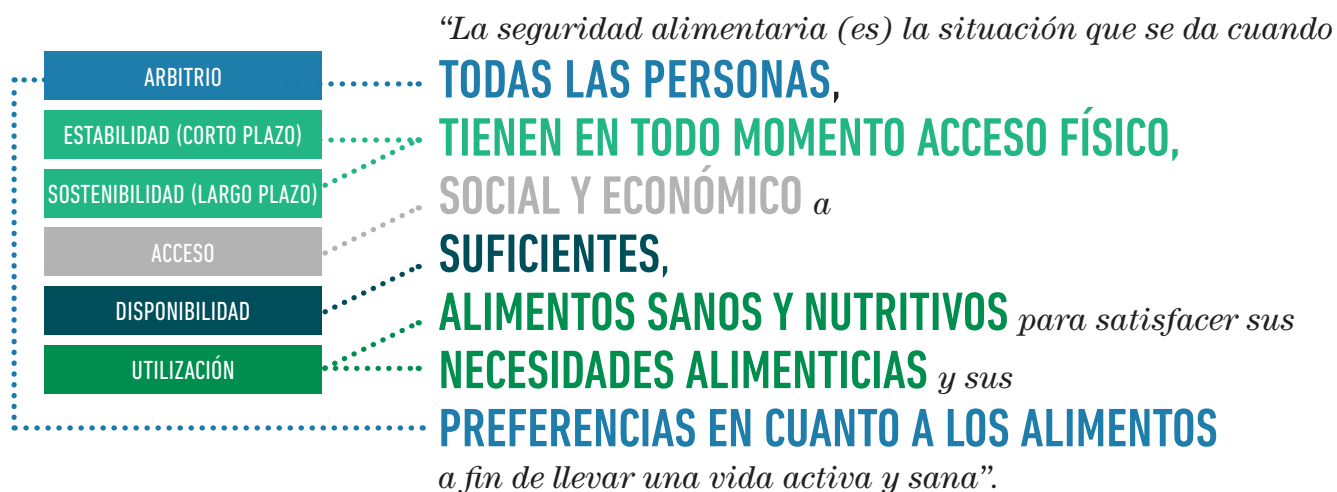 “La seguridad alimentaria (es) la situación que se da cuando
ARBITRIO
TODAS LAS PERSONAS,
ESTABILIDAD (CORTO PLAZO)
TIENEN EN TODO MOMENTO ACCESO FÍSICO,
SOSTENIBILIDAD (LARGO PLAZO)
SOCIAL Y ECONÓMICO a
ACCESO
SUFICIENTES,
DISPONIBILIDAD
ALIMENTOS SANOS Y NUTRITIVOS para satisfacer sus
UTILIZACIÓN
NECESIDADES ALIMENTICIAS y sus
PREFERENCIAS EN CUANTO A LOS ALIMENTOS
a fin de llevar una vida activa y sana”.